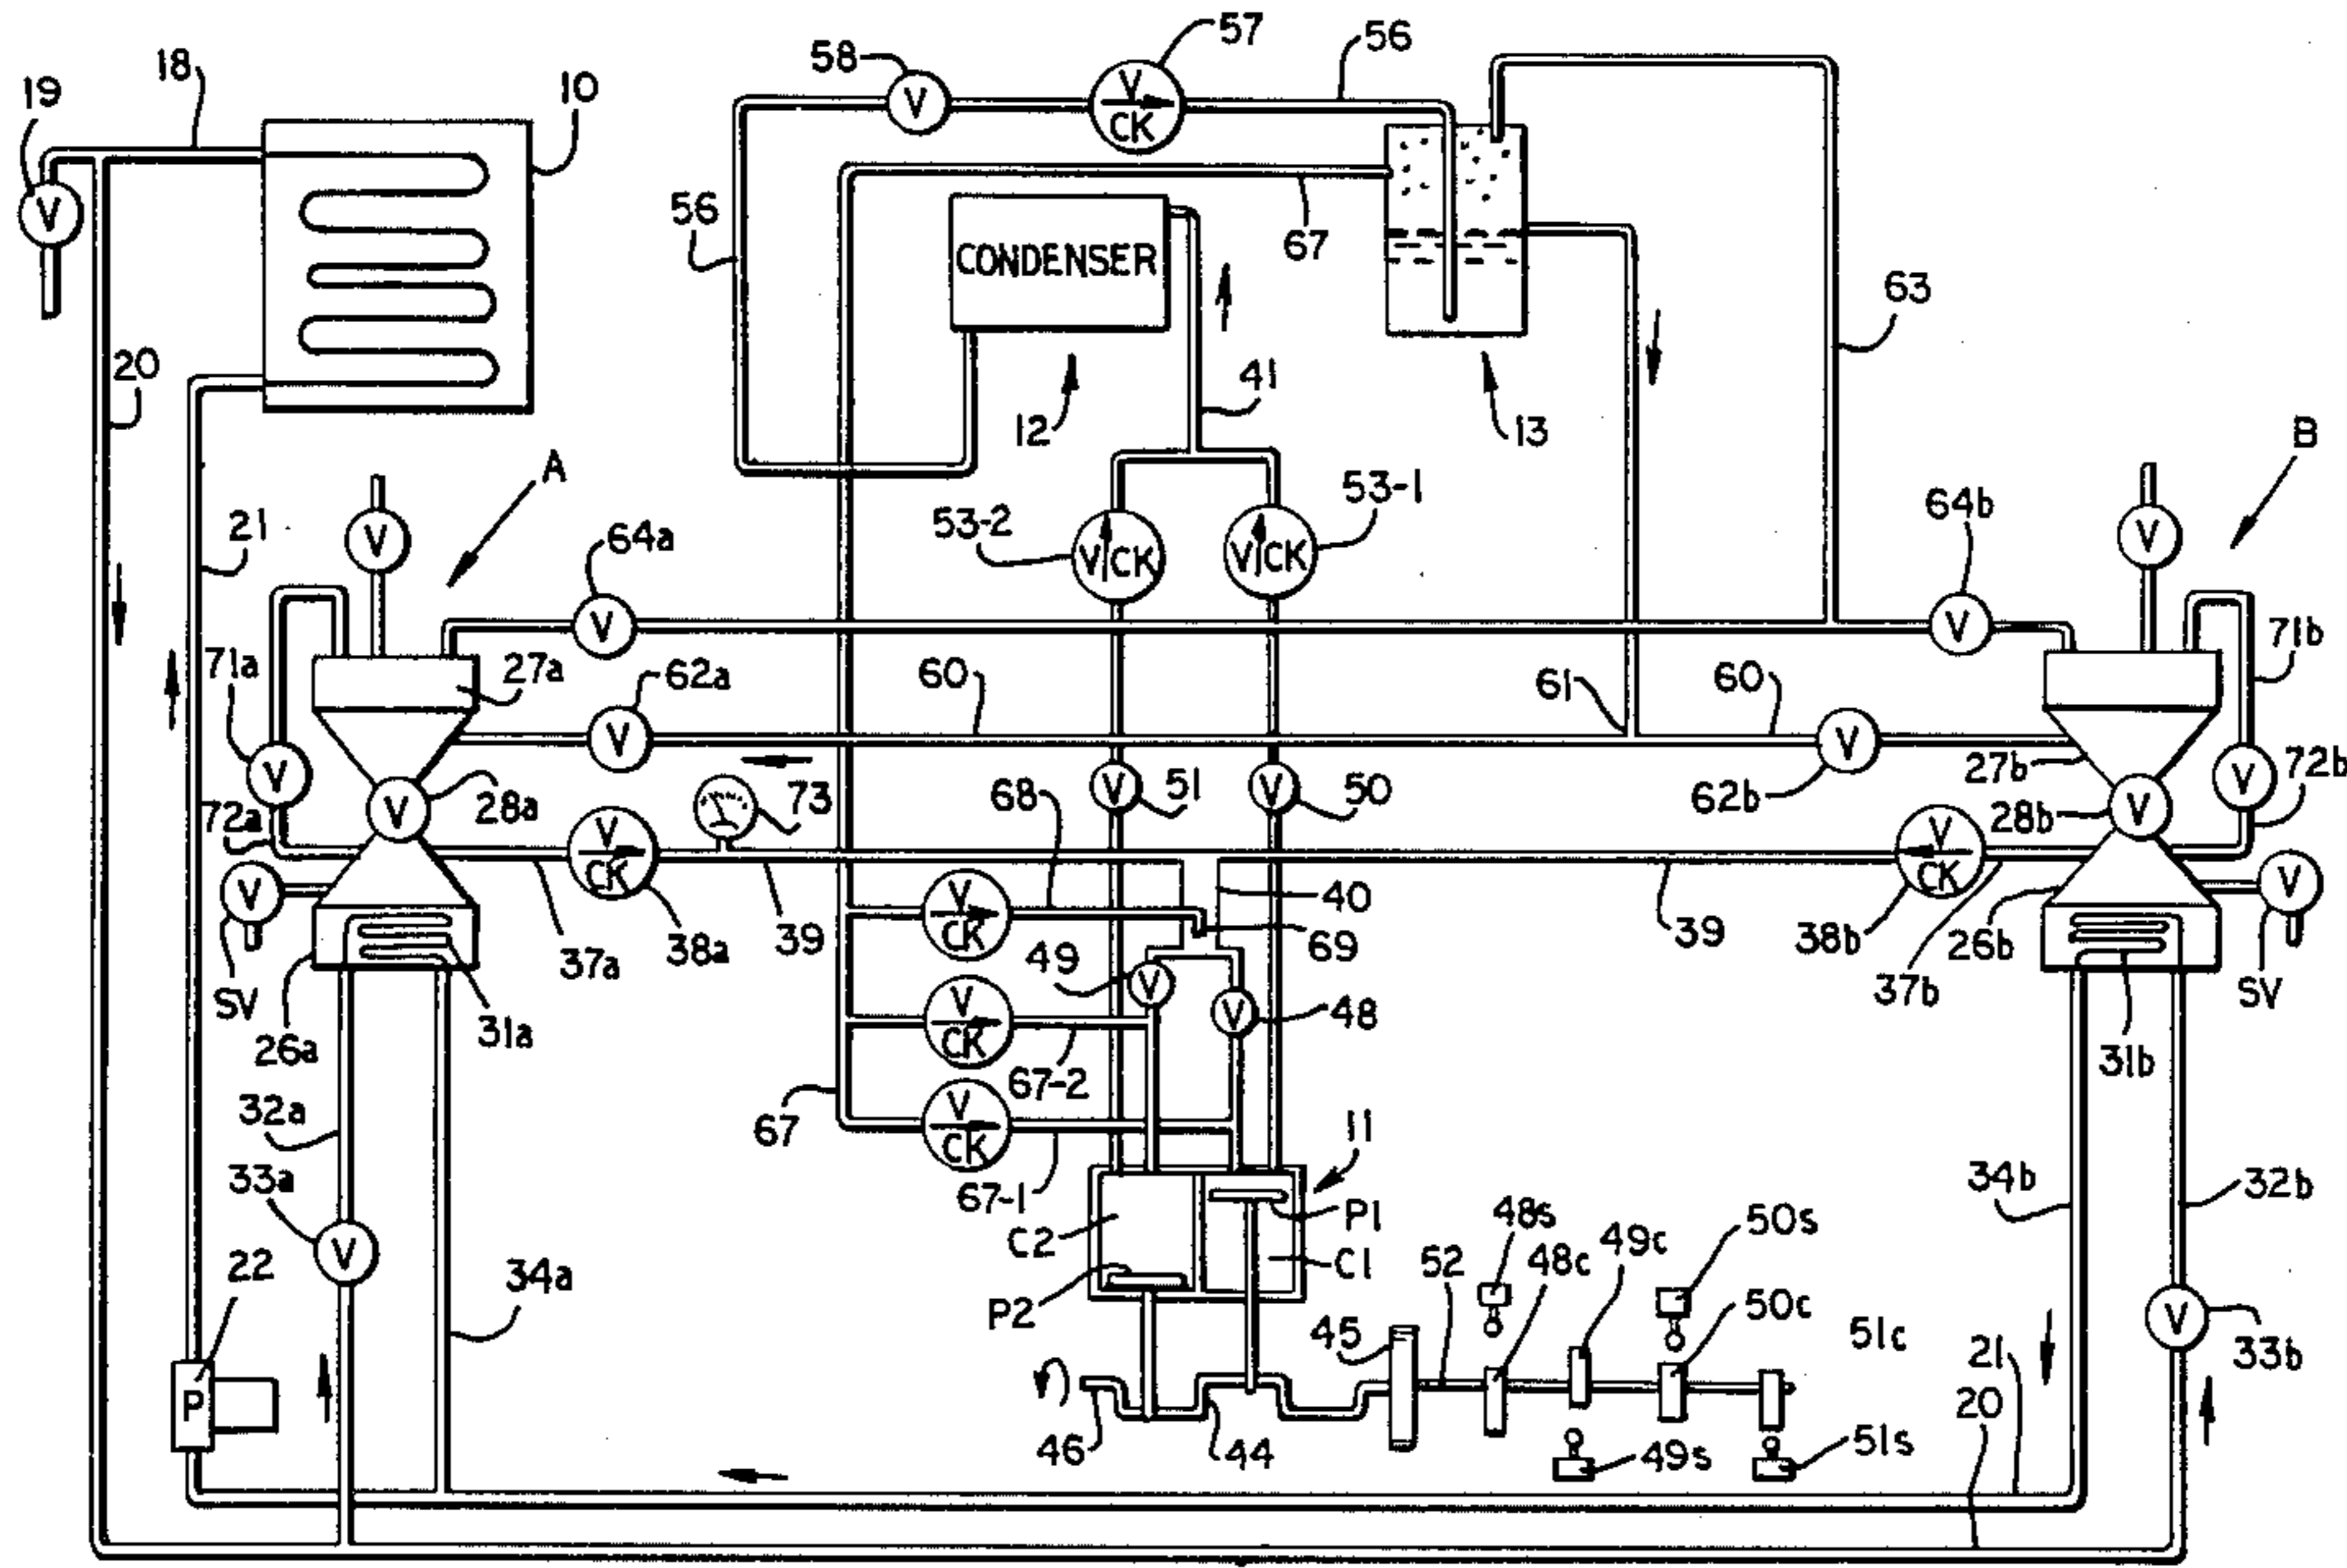 57
58
56
18
10
19
V
V
CK
V
56
67
CONDENSER
63
20
41
12
13
A
B
53-1
53-2
64b
21
64a
V
V/CK
V/CK
V
V
V
71a
27a
62a
60
61
60
71b
V
V
V
28a
V
51
V
50
V
62b
27b
V
72b
72a
V
73
68
28b
V
V
CK
V
CK
V
V
CK
40
V
37a
38a
39
69
39
38b
26b
37b
SV
49
V
SV
26a
31a
V
CK
V
48
31b
67-2
32a
67
V
CK
11
33a
67-1
34b
32b
V
C2
P1
C1
48s
49c
50s
22
34a
P2
52
48c
50c
51c
45
21
V
33b
P
20
46
44
49s
51s